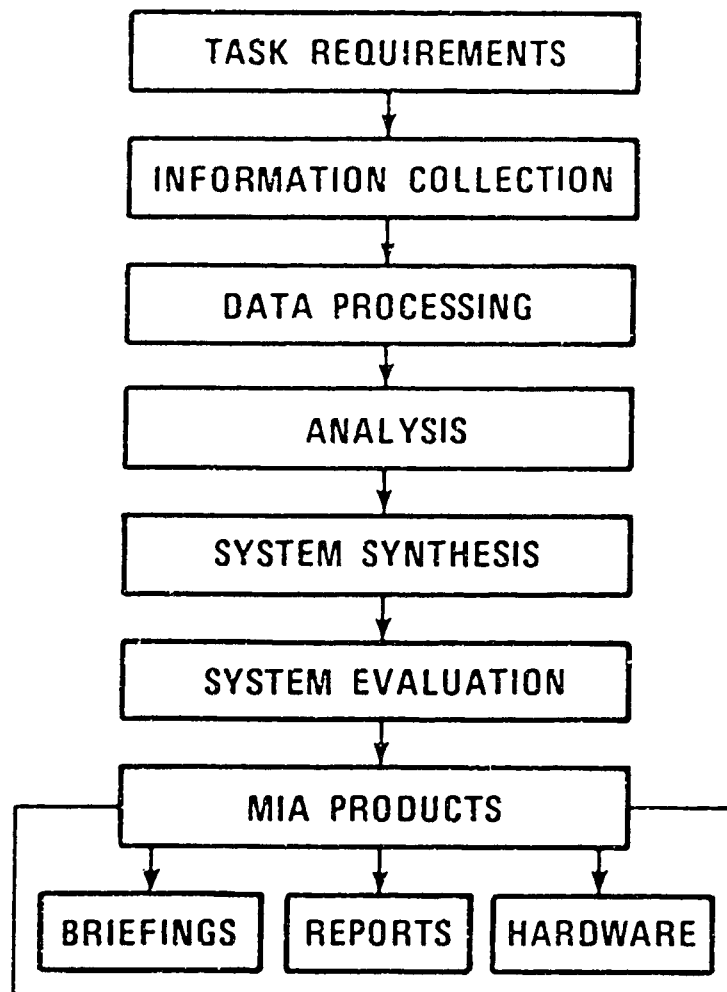 TASK REQUIREMENTS
INFORMATION COLLECTION
DATA PROCESSING
ANALYSIS
SYSTEM SYNTHESIS
SYSTEM EVALUATION
MIA PRODUCTS
BRIEFINGS
REPORTS
HARDWARE